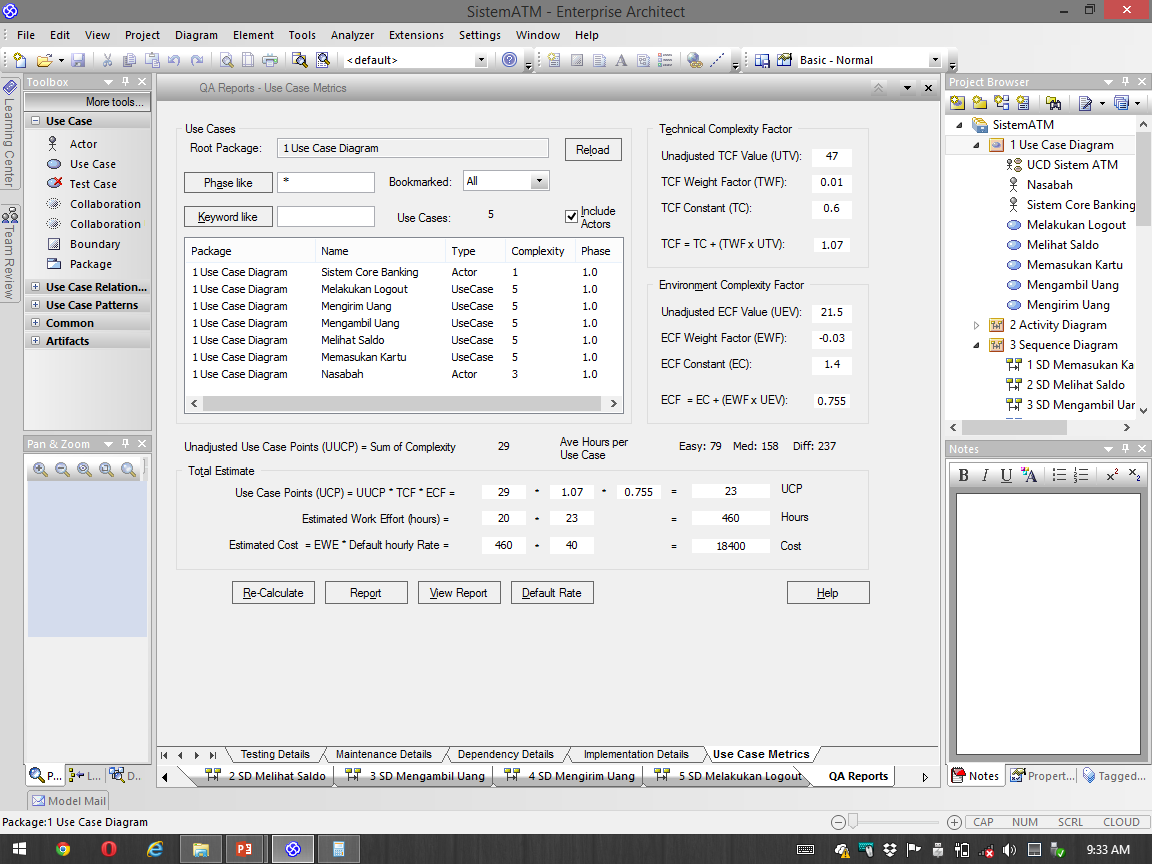 SistemATM - Enterprise Architect
File Edit View Project Diagram Element Tools Analyzer Extensions Settings Window Help
<default>
Basic - Normal
Learning Center
Team Review
Toolbox
More tools...
Use Case
Actor
Use Case
Test Case
Collaboration
Collaboration
Boundary
Package
Use Case Relation...
Use Case Patterns
Common
Artifacts
Pan & Zoom
P... L... D..
Model Mail
QA Reports - Use Case Metrics
Use Cases
Root Package: 1 Use Case Diagram Reload
Phase like * Bookmarked: All
Keyword like Use Cases: 5 Include Actors
Package Name Type Complexity Phase
1 Use Case Diagram Sistem Core Banking Actor 1 1.0
1 Use Case Diagram Melakukan Logout UseCase 5 1.0
1 Use Case Diagram Mengirim Uang UseCase 5 1.0
1 Use Case Diagram Mengambil Uang UseCase 5 1.0
1 Use Case Diagram Melihat Saldo UseCase 5 1.0
1 Use Case Diagram Memasukan Kartu UseCase 5 1.0
1 Use Case Diagram Nasabah Actor 3 1.0
Technical Complexity Factor
Unadjusted TCF Value (UTV): 47
TCF Weight Factor (TWF): 0.01
TCF Constant (TC): 0.6
TCF = TC + (TWF x UTV): 1.07
Environment Complexity Factor
Unadjusted ECF Value (UEV): 21.5
ECF Weight Factor (EWF): -0.03
ECF Constant (EC): 1.4
ECF = EC + (EWF x UEV): 0.755
Unadjusted Use Case Points (UUCP) = Sum of Complexity 29
Ave Hours per Use Case Easy: 79 Med: 158 Diff: 237
Total Estimate
Use Case Points (UCP) = UUCP * TCF * ECF = 29 * 1.07 * 0.755 = 23 UCP
Estimated Work Effort (hours) = 20 * 23 = 460 Hours
Estimated Cost = EWE * Default hourly Rate = 460 * 40 = 18400 Cost
Re-Calculate Report View Report Default Rate Help
Testing Details Maintenance Details Dependency Details Implementation Details Use Case Metrics
2 SD Melihat Saldo 3 SD Mengambil Uang 4 SD Mengirim Uang 5 SD Melakukan Logout QA Reports
Project Browser
SistemATM
1 Use Case Diagram
UCD Sistem ATM
Nasabah
Sistem Core Banking
Melakukan Logout
Melihat Saldo
Memasukan Kartu
Mengambil Uang
Mengirim Uang
2 Activity Diagram
3 Sequence Diagram
1 SD Memasukan Ka
2 SD Melihat Saldo
3 SD Mengambil Uar
Notes
B I U A x² x₂
Notes Propert... Tagged...
Package:1 Use Case Diagram
CAP NUM SCRL CLOUD
9:33 AM